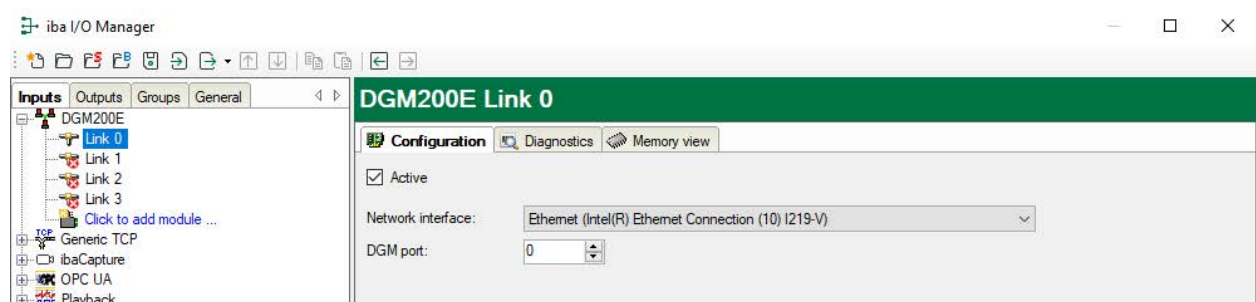 iba I/O Manager
Inputs Outputs Groups General
DGM200E
Link 0
Link 1
Link 2
Link 3
Click to add module ...
TCP Generic TCP
ibaCapture
OPC UA
Playback
DGM200E Link 0
Configuration Diagnostics Memory view
Active
Network interface: Ethernet (Intel(R) Ethernet Connection (10) I219-V)
DGM port: 0